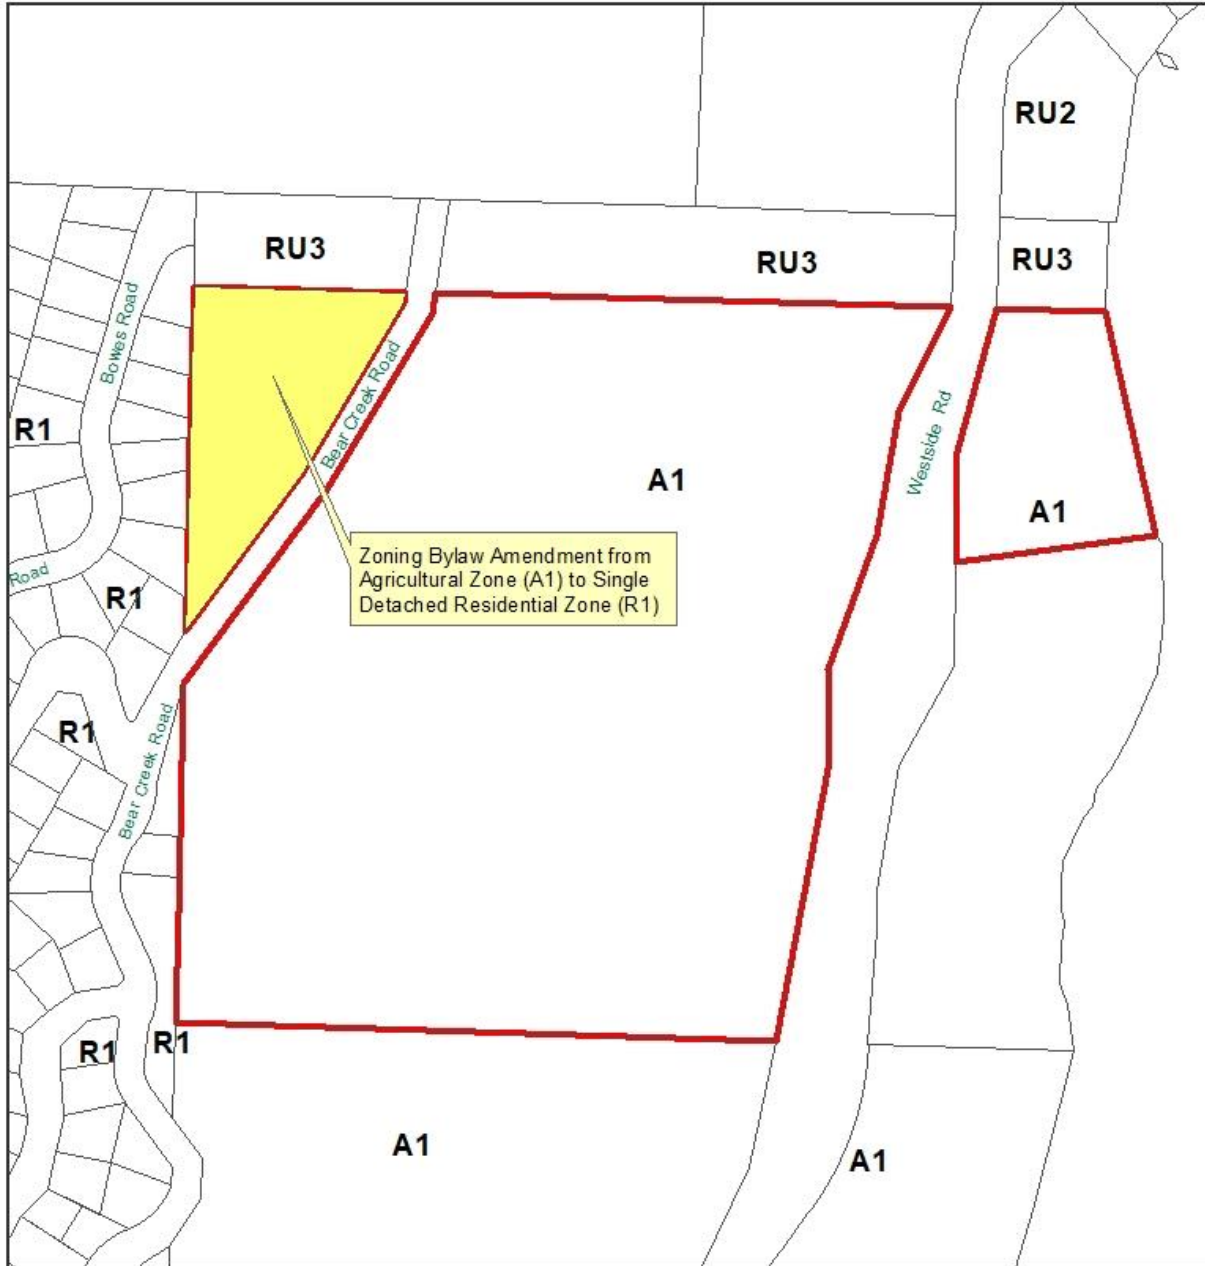 RU2
RU3
RU3
RU3
Bowes Road
Bear Creek Road
Westside Rd
R1
A1
A1
Zoning Bylaw Amendment from
Agricultural Zone (A1) to Single
Detached Residential Zone (R1)
Road
R1
R1
Bear Creek Road
R1
R1
A1
A1